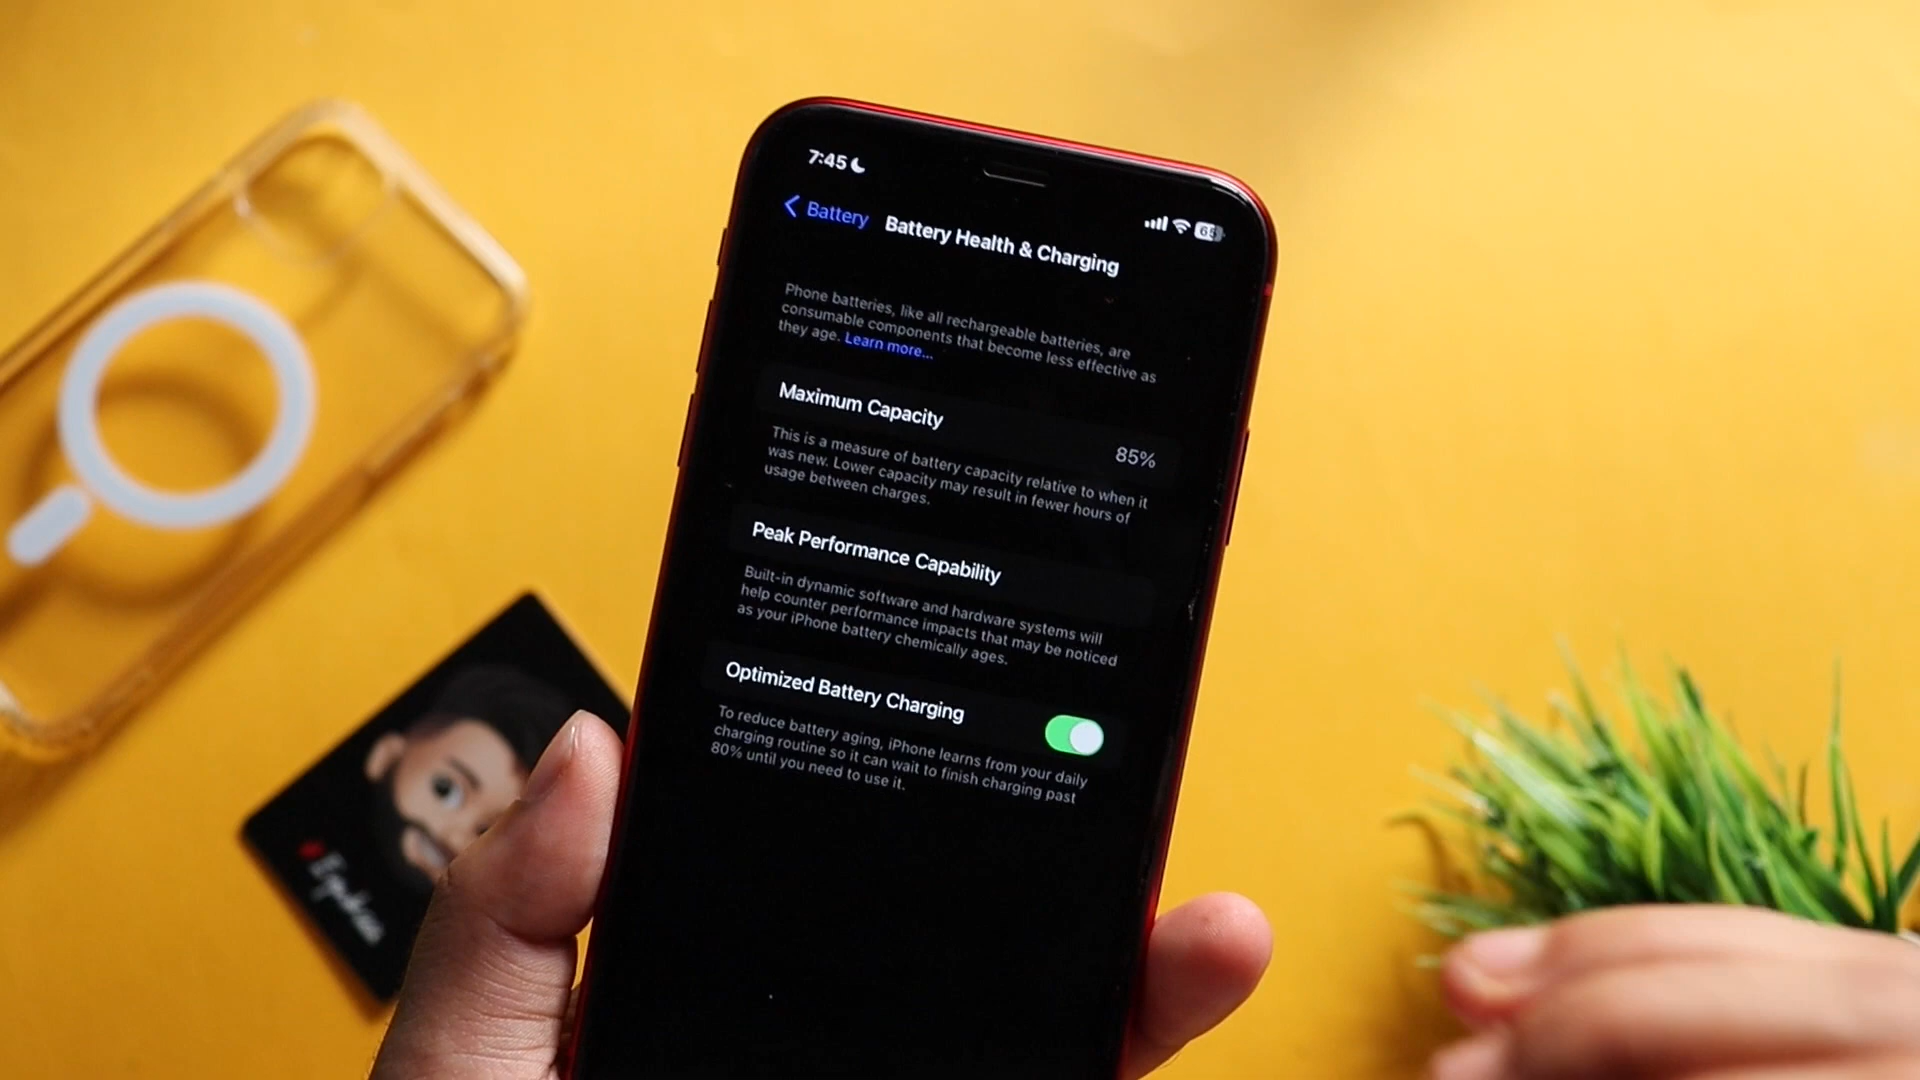 7:45
65
Battery
Battery Health & Charging
Phone batteries, like all rechargeable batteries, are
consumable components that become less effective as
they age. Learn more...
Maximum Capacity
85%
This is a measure of battery capacity relative to when it
was new. Lower capacity may result in fewer hours of
usage between charges.
Peak Performance Capability
Built-in dynamic software and hardware systems will
help counter performance impacts that may be noticed
as your iPhone battery chemically ages.
Optimized Battery Charging
To reduce battery aging, iPhone learns from your daily
charging routine so it can wait to finish charging past
80% until you need to use it.